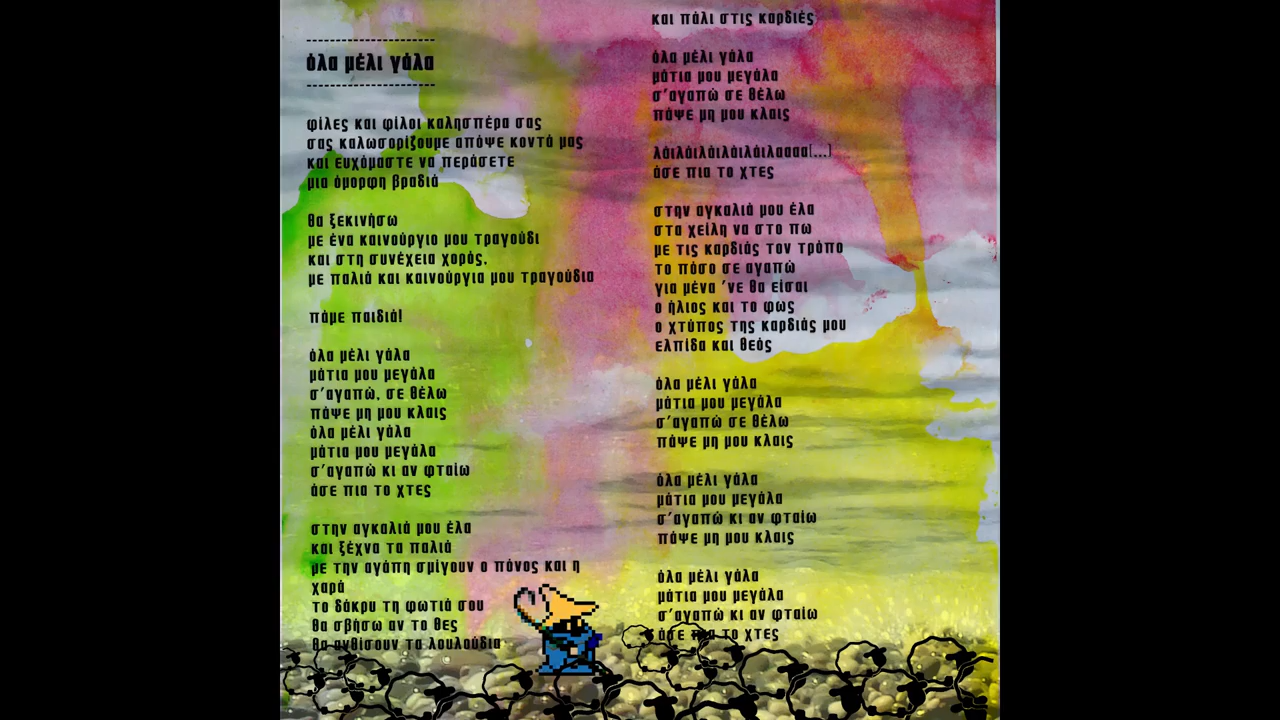 -----------------------
όλα μέλι γάλα
-----------------------
φίλες και φίλοι καλησπέρα σας
σας καλωσορίζουμε απόψε κοντά μας
και ευχόμαστε να περάσετε
μια όμορφη βραδιά
θα ξεκινήσω
με ένα καινούργιο μου τραγούδι
και στη συνέχεια χορός,
με παλιά και καινούργια μου τραγούδια
πάμε παιδιά!
όλα μέλι γάλα
μάτια μου μεγάλα
σ'αγαπώ, σε θέλω
πάψε μη μου κλαις
όλα μέλι γάλα
μάτια μου μεγάλα
σ'αγαπώ κι αν φταίω
άσε πια το χτες
στην αγκαλιά μου έλα
και ξέχνα τα παλιά
με την αγάπη σμίγουν ο πόνος και η
χαρά
το δάκρυ τη φωτιά σου
θα σβήσω αν το θες
θα ανθίσουν τα λουλούδια
και πάλι στις καρδιές
όλα μέλι γάλα
μάτια μου μεγάλα
σ'αγαπώ σε θέλω
πάψε μη μου κλαις
λάιλάιλάιλάιλάιλαααα[...]
άσε πια το χτες
στην αγκαλιά μου έλα
στα χείλη να στο πω
με τις καρδιάς τον τρόπο
το πόσο σε αγαπώ
για μένα 'νε θα είσαι
ο ήλιος και το φως
ο χτύπος της καρδιάς μου
ελπίδα και θεός
όλα μέλι γάλα
μάτια μου μεγάλα
σ'αγαπώ σε θέλω
πάψε μη μου κλαις
όλα μέλι γάλα
μάτια μου μεγάλα
σ'αγαπώ κι αν φταίω
πάψε μη μου κλαις
όλα μέλι γάλα
μάτια μου μεγάλα
σ'αγαπώ κι αν φταίω
άσε πια το χτες